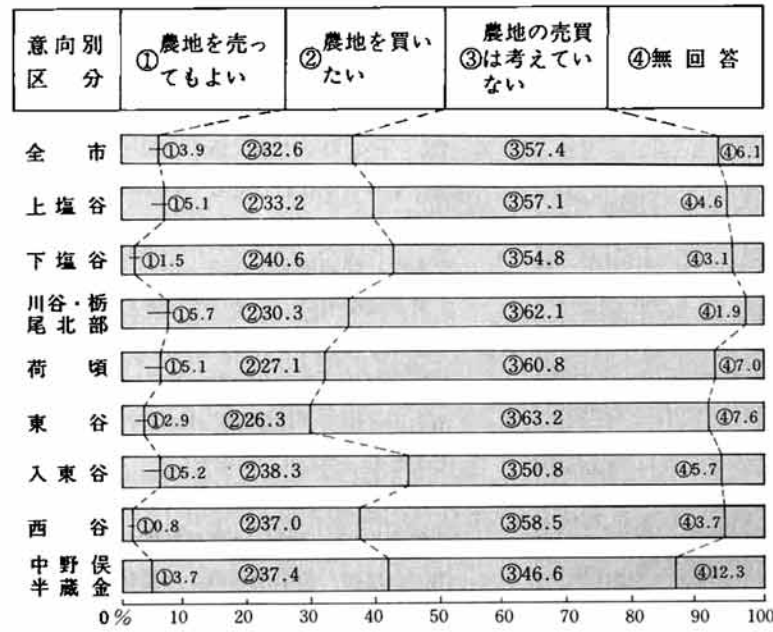 意向別
区分
①農地を売っ
てもよい
②農地を買い
たい
③農地の売買
は考えてい
ない
④無回答
全市 ①3.9 ②32.6 ③57.4 ④6.1
上塩谷 ①5.1 ②33.2 ③57.1 ④4.6
下塩谷 ①1.5 ②40.6 ③54.8 ④3.1
川谷・栃
尾北部 ①5.7 ②30.3 ③62.1 ④1.9
荷頃 ①5.1 ②27.1 ③60.8 ④7.0
東谷 ①2.9 ②26.3 ③63.2 ④7.6
入東谷 ①5.2 ②38.3 ③50.8 ④5.7
西谷 ①0.8 ②37.0 ③58.5 ④3.7
中野俣
半蔵金 ①3.7 ②37.4 ③46.6 ④12.3
0% 10 20 30 40 50 60 70 80 90 100